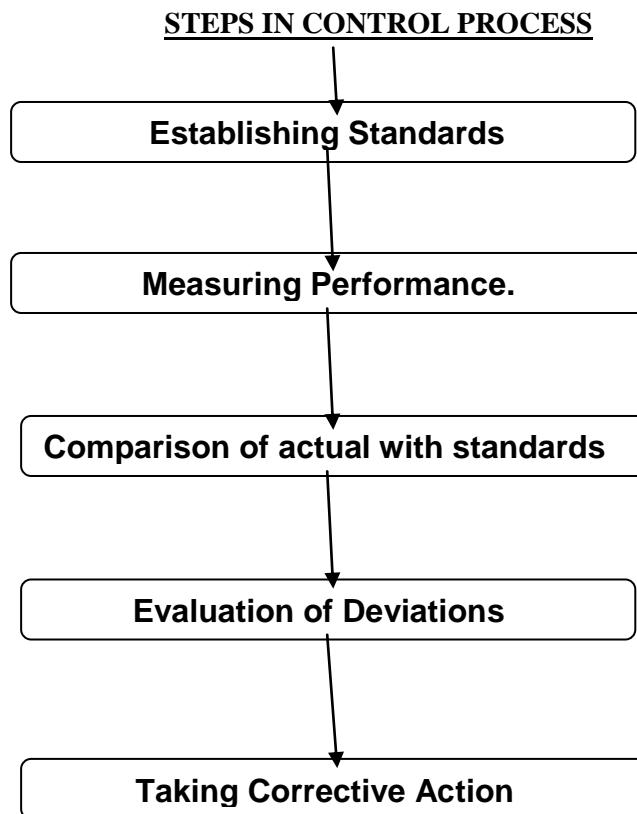 STEPS IN CONTROL PROCESS
Establishing Standards
Measuring Performance.
Comparison of actual with standards
Evaluation of Deviations
Taking Corrective Action